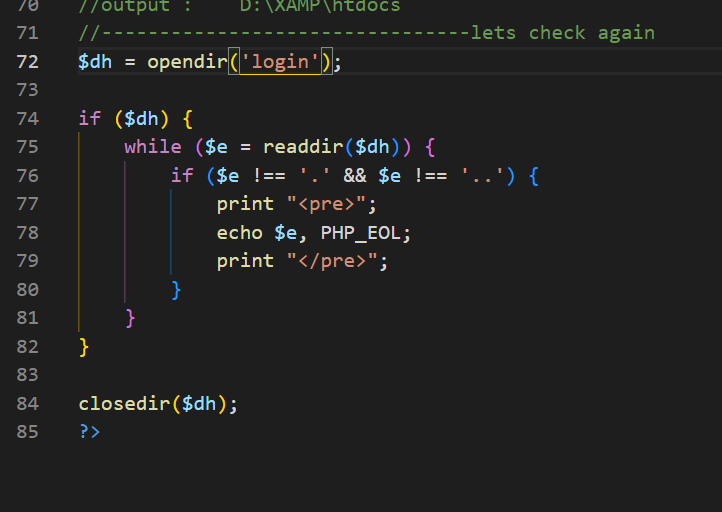 70 //output : D:\XAMP\htdocs
71 //--------------------------------lets check again
72 $dh = opendir('login');
73
74 if ($dh) {
75     while ($e = readdir($dh)) {
76         if ($e !== '.' && $e !== '..') {
77             print "<pre>";
78             echo $e, PHP_EOL;
79             print "</pre>";
80         }
81     }
82 }
83
84 closedir($dh);
85 ?>